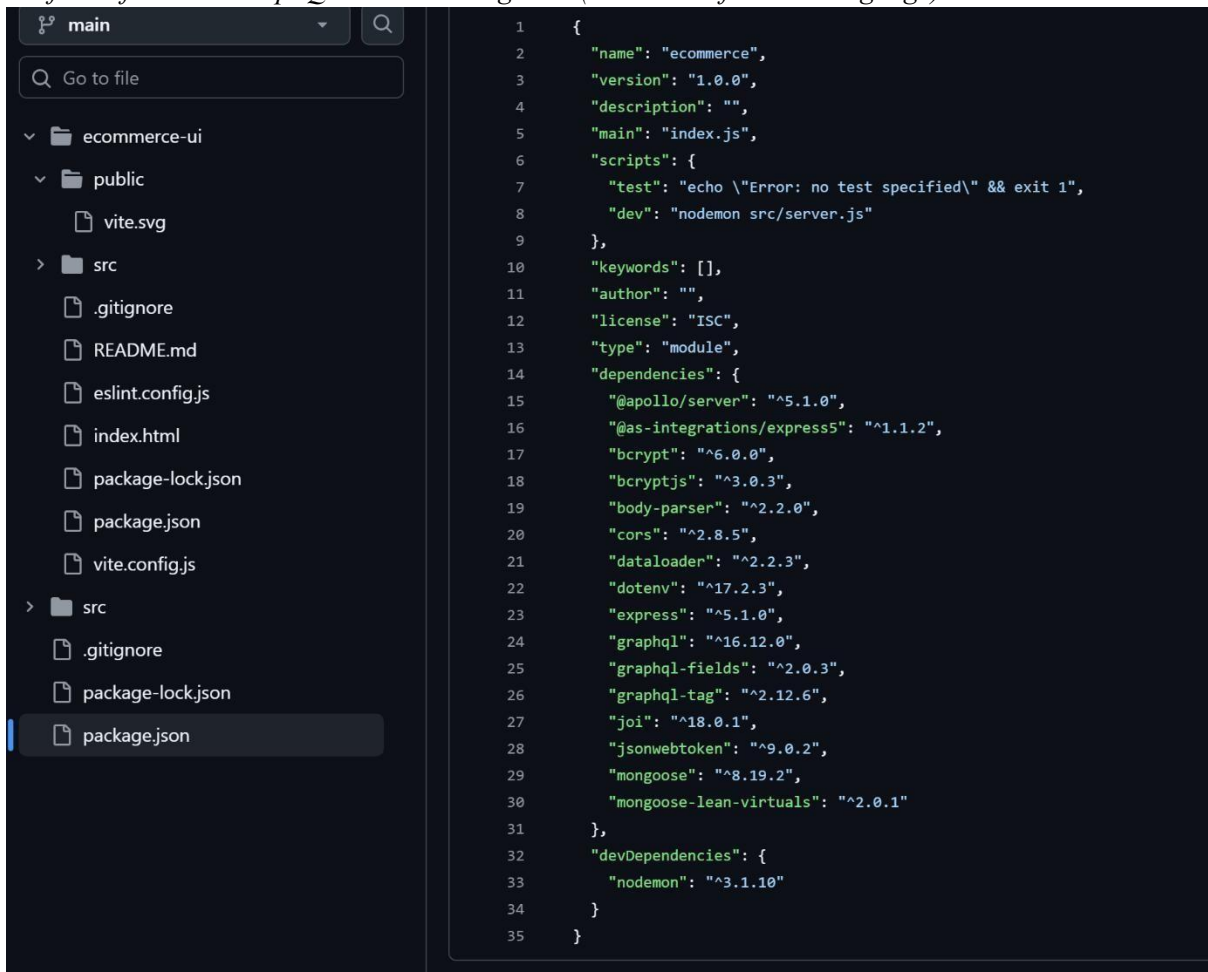 main
Go to file
ecommerce-ui
public
vite.svg
src
.gitignore
README.md
eslint.config.js
index.html
package-lock.json
package.json
vite.config.js
src
.gitignore
package-lock.json
package.json
1 {
2 "name": "ecommerce",
3 "version": "1.0.0",
4 "description": "",
5 "main": "index.js",
6 "scripts": {
7 "test": "echo \"Error: no test specified\" && exit 1",
8 "dev": "nodemon src/server.js"
9 },
10 "keywords": [],
11 "author": "",
12 "license": "ISC",
13 "type": "module",
14 "dependencies": {
15 "@apollo/server": "^5.1.0",
16 "@as-integrations/express5": "^1.1.2",
17 "bcrypt": "^6.0.0",
18 "bcryptjs": "^3.0.3",
19 "body-parser": "^2.2.0",
20 "cors": "^2.8.5",
21 "dataloader": "^2.2.3",
22 "dotenv": "^17.2.3",
23 "express": "^5.1.0",
24 "graphql": "^16.12.0",
25 "graphql-fields": "^2.0.3",
26 "graphql-tag": "^2.12.6",
27 "joi": "^18.0.1",
28 "jsonwebtoken": "^9.0.2",
29 "mongoose": "^8.19.2",
30 "mongoose-lean-virtuals": "^2.0.1"
31 },
32 "devDependencies": {
33 "nodemon": "^3.1.10"
34 }
35 }